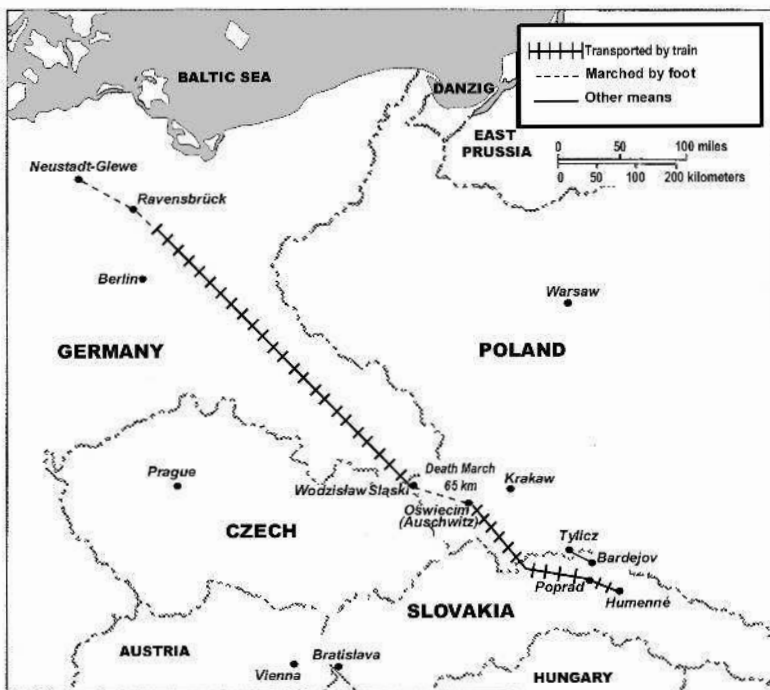 BALTIC SEA
DANZIG
EAST
PRUSSIA
Transported by train
Marched by foot
Other means
0 50 100 miles
0 50 100 200 kilometers
Neustadt-Glewe
Ravensbrück
Berlin
Warsaw
GERMANY
POLAND
Prague
Wodzisław Śląski
Death March
65 km
Krakaw
Oświecim
(Auschwitz)
CZECH
Tylicz
Bardejov
Poprad
Humenné
SLOVAKIA
AUSTRIA
Vienna
Bratislava
HUNGARY